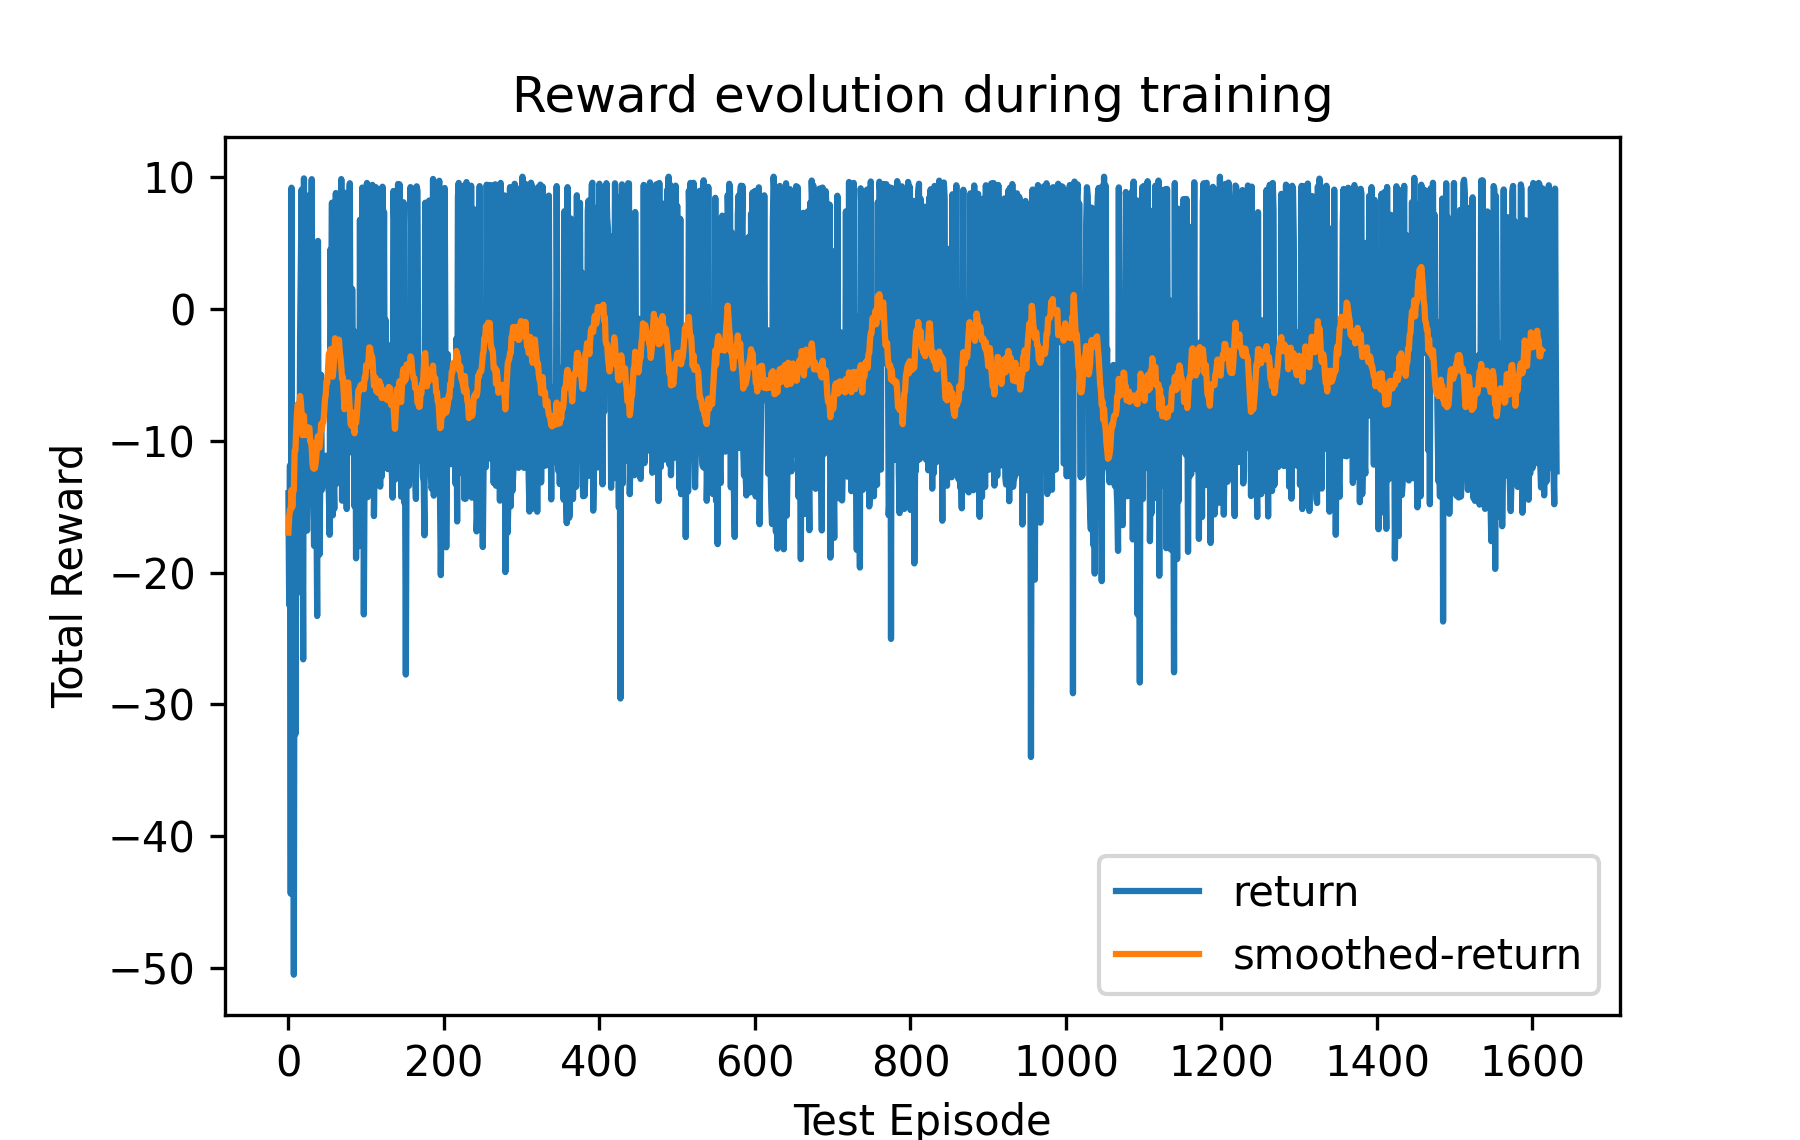 Reward evolution during training
Total Reward
10
0
−10
−20
−30
−40
−50
return
smoothed-return
0 200 400 600 800 1000 1200 1400 1600
Test Episode